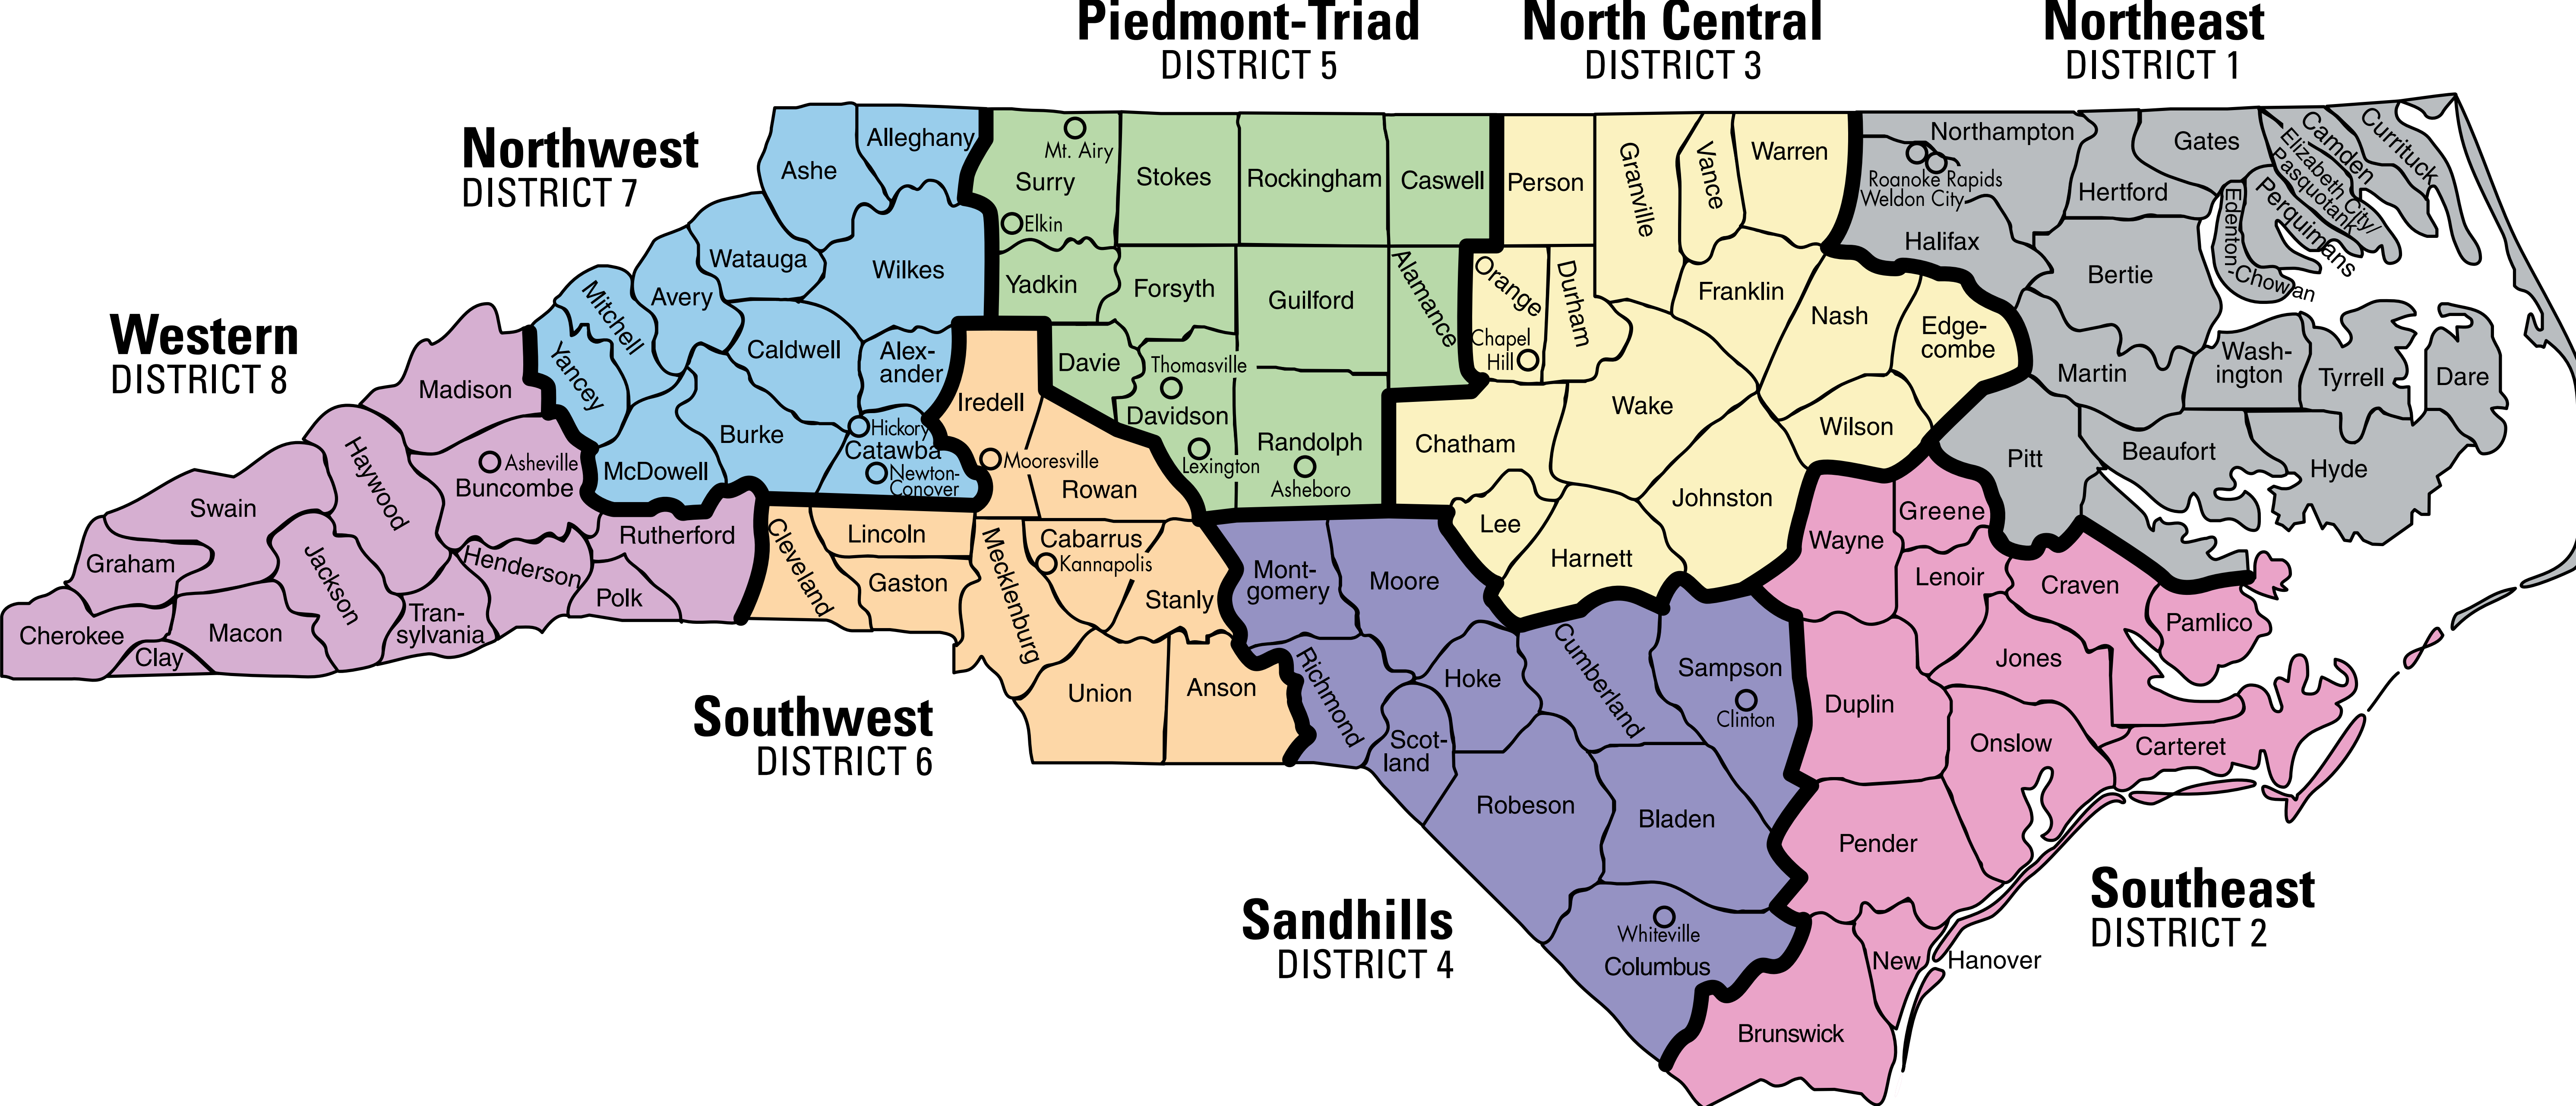 Piedmont-Triad
DISTRICT 5
North Central
DISTRICT 3
Northeast
DISTRICT 1
Northwest
DISTRICT 7
Western
DISTRICT 8
Southwest
DISTRICT 6
Sandhills
DISTRICT 4
Southeast
DISTRICT 2
Ashe
Alleghany
Watauga
Wilkes
Avery
Mitchell
Yancey
Caldwell
Alex-
ander
Burke
McDowell
Hickory
Catawba
Newton-
Conover
Madison
Haywood
Asheville
Buncombe
Swain
Graham
Jackson
Henderson
Rutherford
Polk
Tran-
sylvania
Cherokee
Clay
Macon
Mt. Airy
Surry
Elkin
Stokes
Rockingham
Caswell
Yadkin
Forsyth
Guilford
Alamance
Davie
Thomasville
Davidson
Lexington
Randolph
Asheboro
Iredell
Mooresville
Rowan
Cleveland
Lincoln
Gaston
Mecklenburg
Cabarrus
Kannapolis
Stanly
Union
Anson
Person
Granville
Vance
Warren
Orange
Chapel
Hill
Durham
Franklin
Nash
Edge-
combe
Wake
Wilson
Chatham
Lee
Harnett
Johnston
Mont-
gomery
Moore
Richmond
Hoke
Scot-
land
Cumberland
Sampson
Clinton
Robeson
Bladen
Whiteville
Columbus
Northampton
Roanoke Rapids
Weldon City
Halifax
Gates
Hertford
Bertie
Camden
Currituck
Elizabeth City/
Pasquotank
Perquimans
Edenton-Chowan
Martin
Wash-
ington
Tyrrell
Dare
Pitt
Beaufort
Hyde
Wayne
Greene
Lenoir
Craven
Pamlico
Jones
Duplin
Onslow
Carteret
Pender
New Hanover
Brunswick